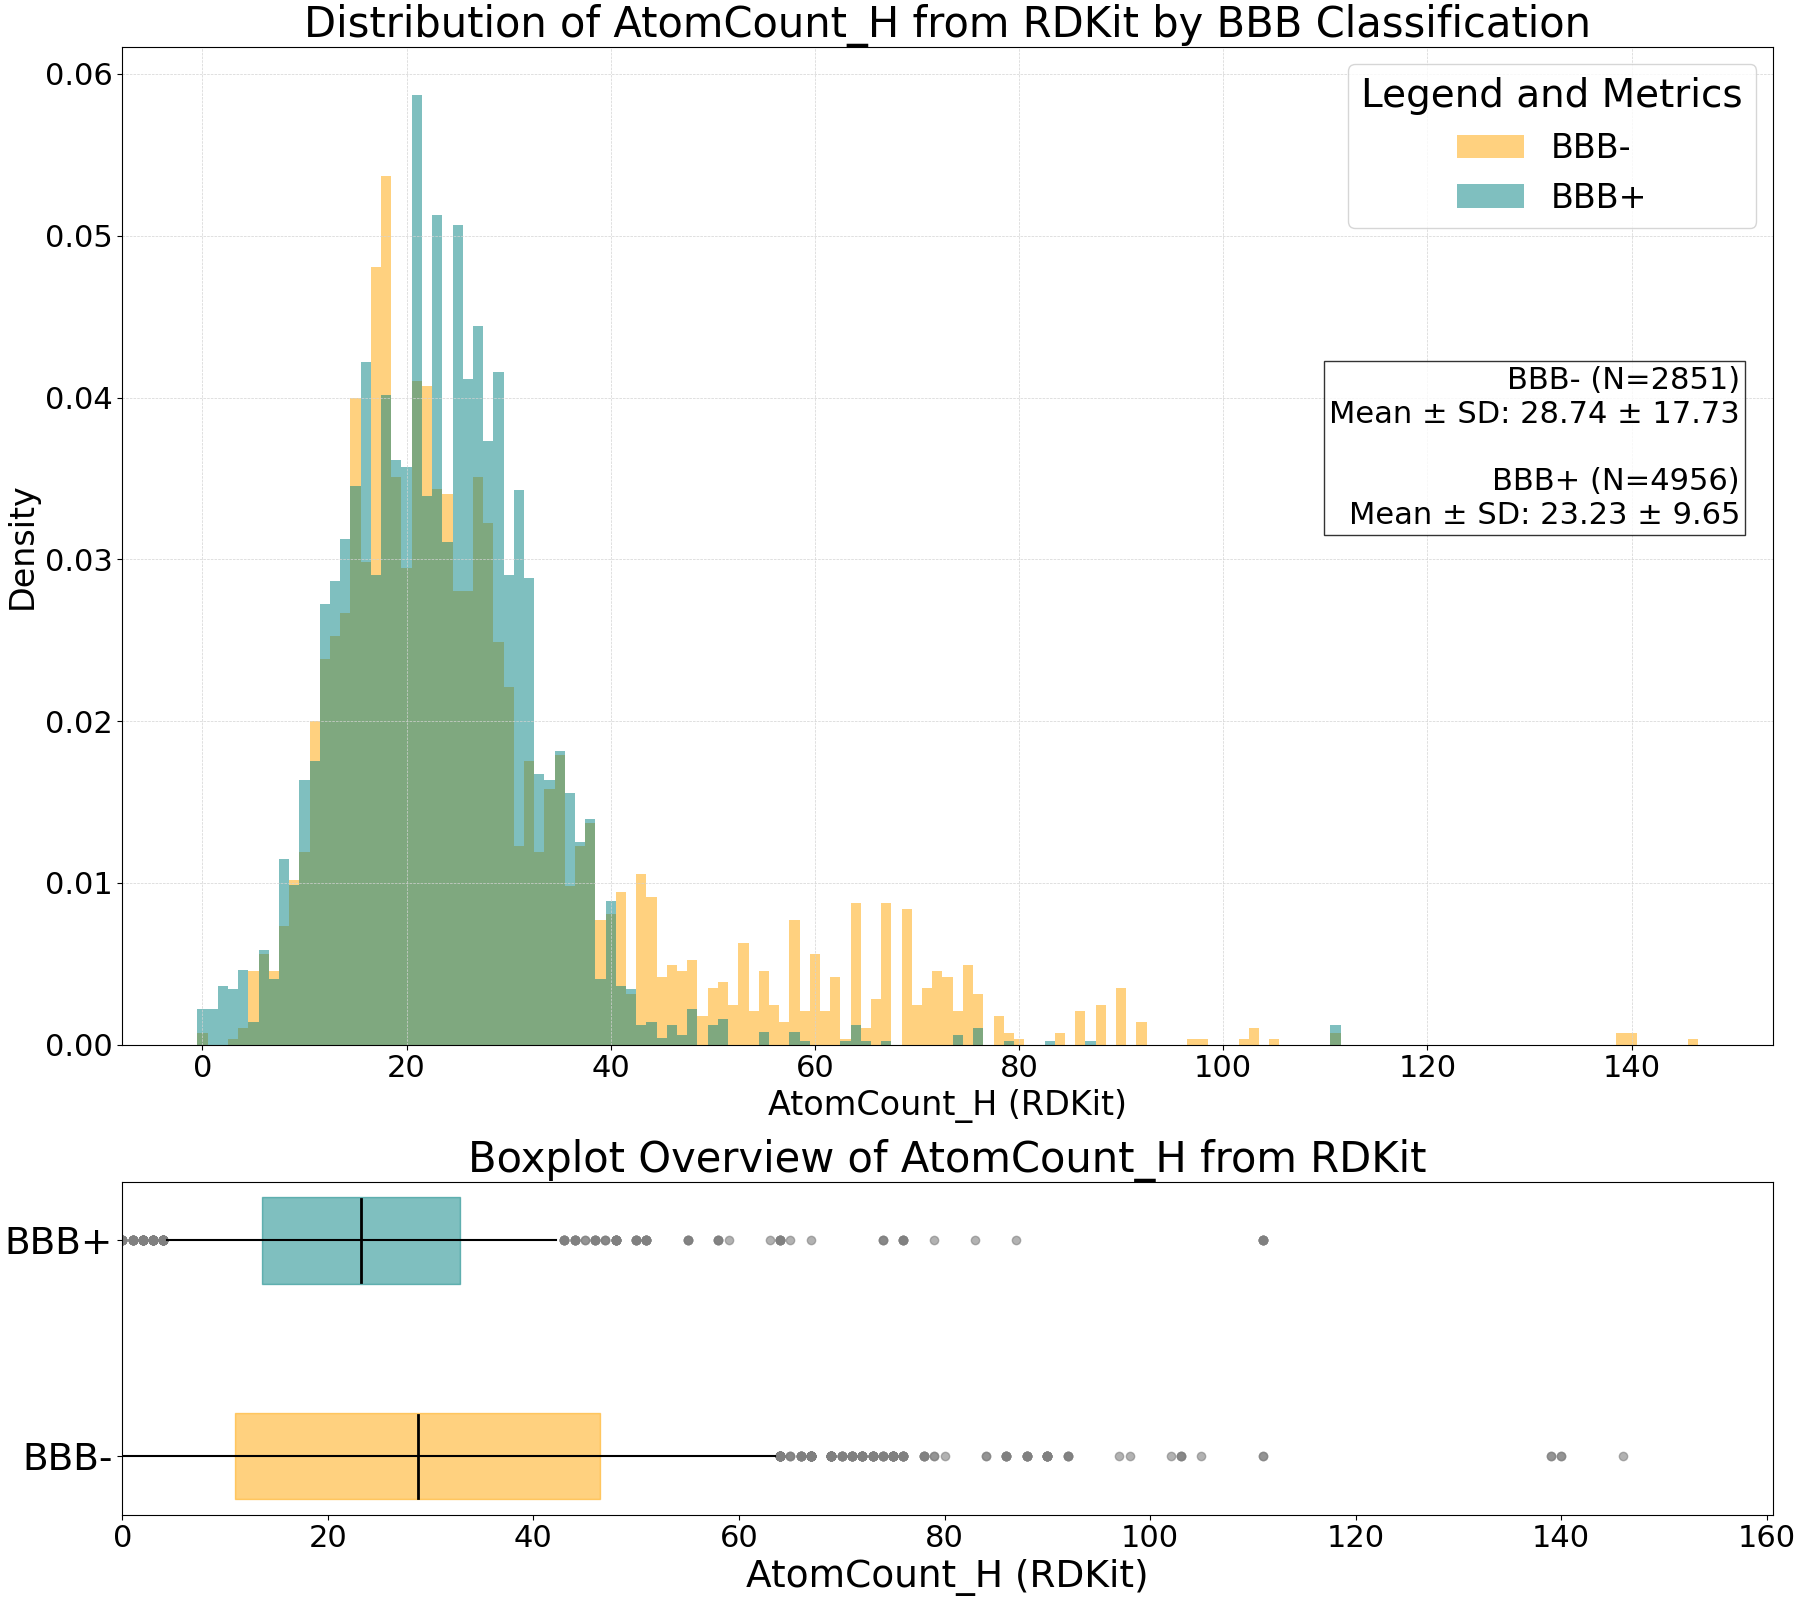 Distribution of AtomCount_H from RDKit by BBB Classification
Legend and Metrics
BBB-
BBB+
BBB- (N=2851)
Mean ± SD: 28.74 ± 17.73
BBB+ (N=4956)
Mean ± SD: 23.23 ± 9.65
Density
0.06
0.05
0.04
0.03
0.02
0.01
0.00
0 20 40 60 80 100 120 140
AtomCount_H (RDKit)
Boxplot Overview of AtomCount_H from RDKit
BBB+
BBB-
0 20 40 60 80 100 120 140 160
AtomCount_H (RDKit)